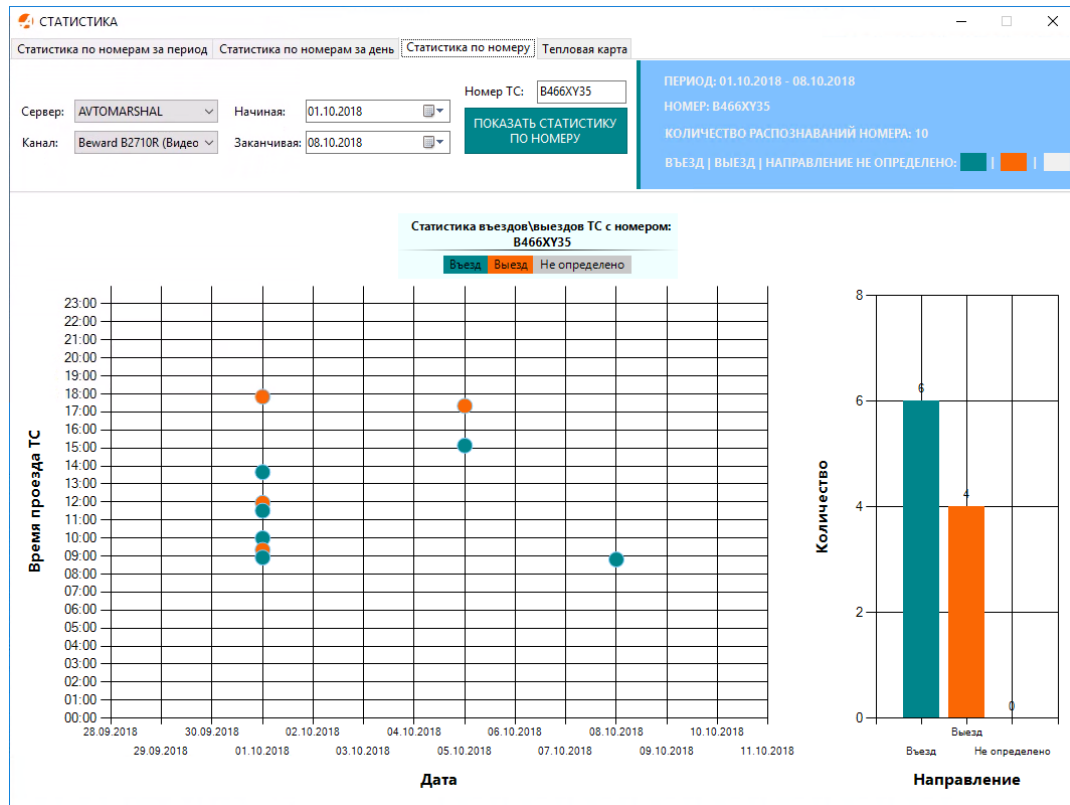 СТАТИСТИКА
Статистика по номерам за период
Статистика по номерам за день
Статистика по номеру
Тепловая карта
Сервер: AVTOMARSHAL
Канал: Beward B2710R (Видео
Начиная: 01.10.2018
Заканчивая: 08.10.2018
Номер ТС: B466XY35
ПОКАЗАТЬ СТАТИСТИКУ
ПО НОМЕРУ
ПЕРИОД: 01.10.2018 - 08.10.2018
НОМЕР: B466XY35
КОЛИЧЕСТВО РАСПОЗНАВАНИЙ НОМЕРА: 10
ВЪЕЗД | ВЫЕЗД | НАПРАВЛЕНИЕ НЕ ОПРЕДЕЛЕНО: | |
Статистика въездов\выездов ТС с номером:
B466XY35
Въезд Выезд Не определено
Время проезда ТС
23:00
22:00
21:00
20:00
19:00
18:00
17:00
16:00
15:00
14:00
13:00
12:00
11:00
10:00
09:00
08:00
07:00
06:00
05:00
04:00
03:00
02:00
01:00
00:00
28.09.2018 30.09.2018 02.10.2018 04.10.2018 06.10.2018 08.10.2018 10.10.2018
29.09.2018 01.10.2018 03.10.2018 05.10.2018 07.10.2018 09.10.2018 11.10.2018
Дата
Количество
8
6
4
2
0
6
4
0
Выезд
Въезд Не определено
Направление